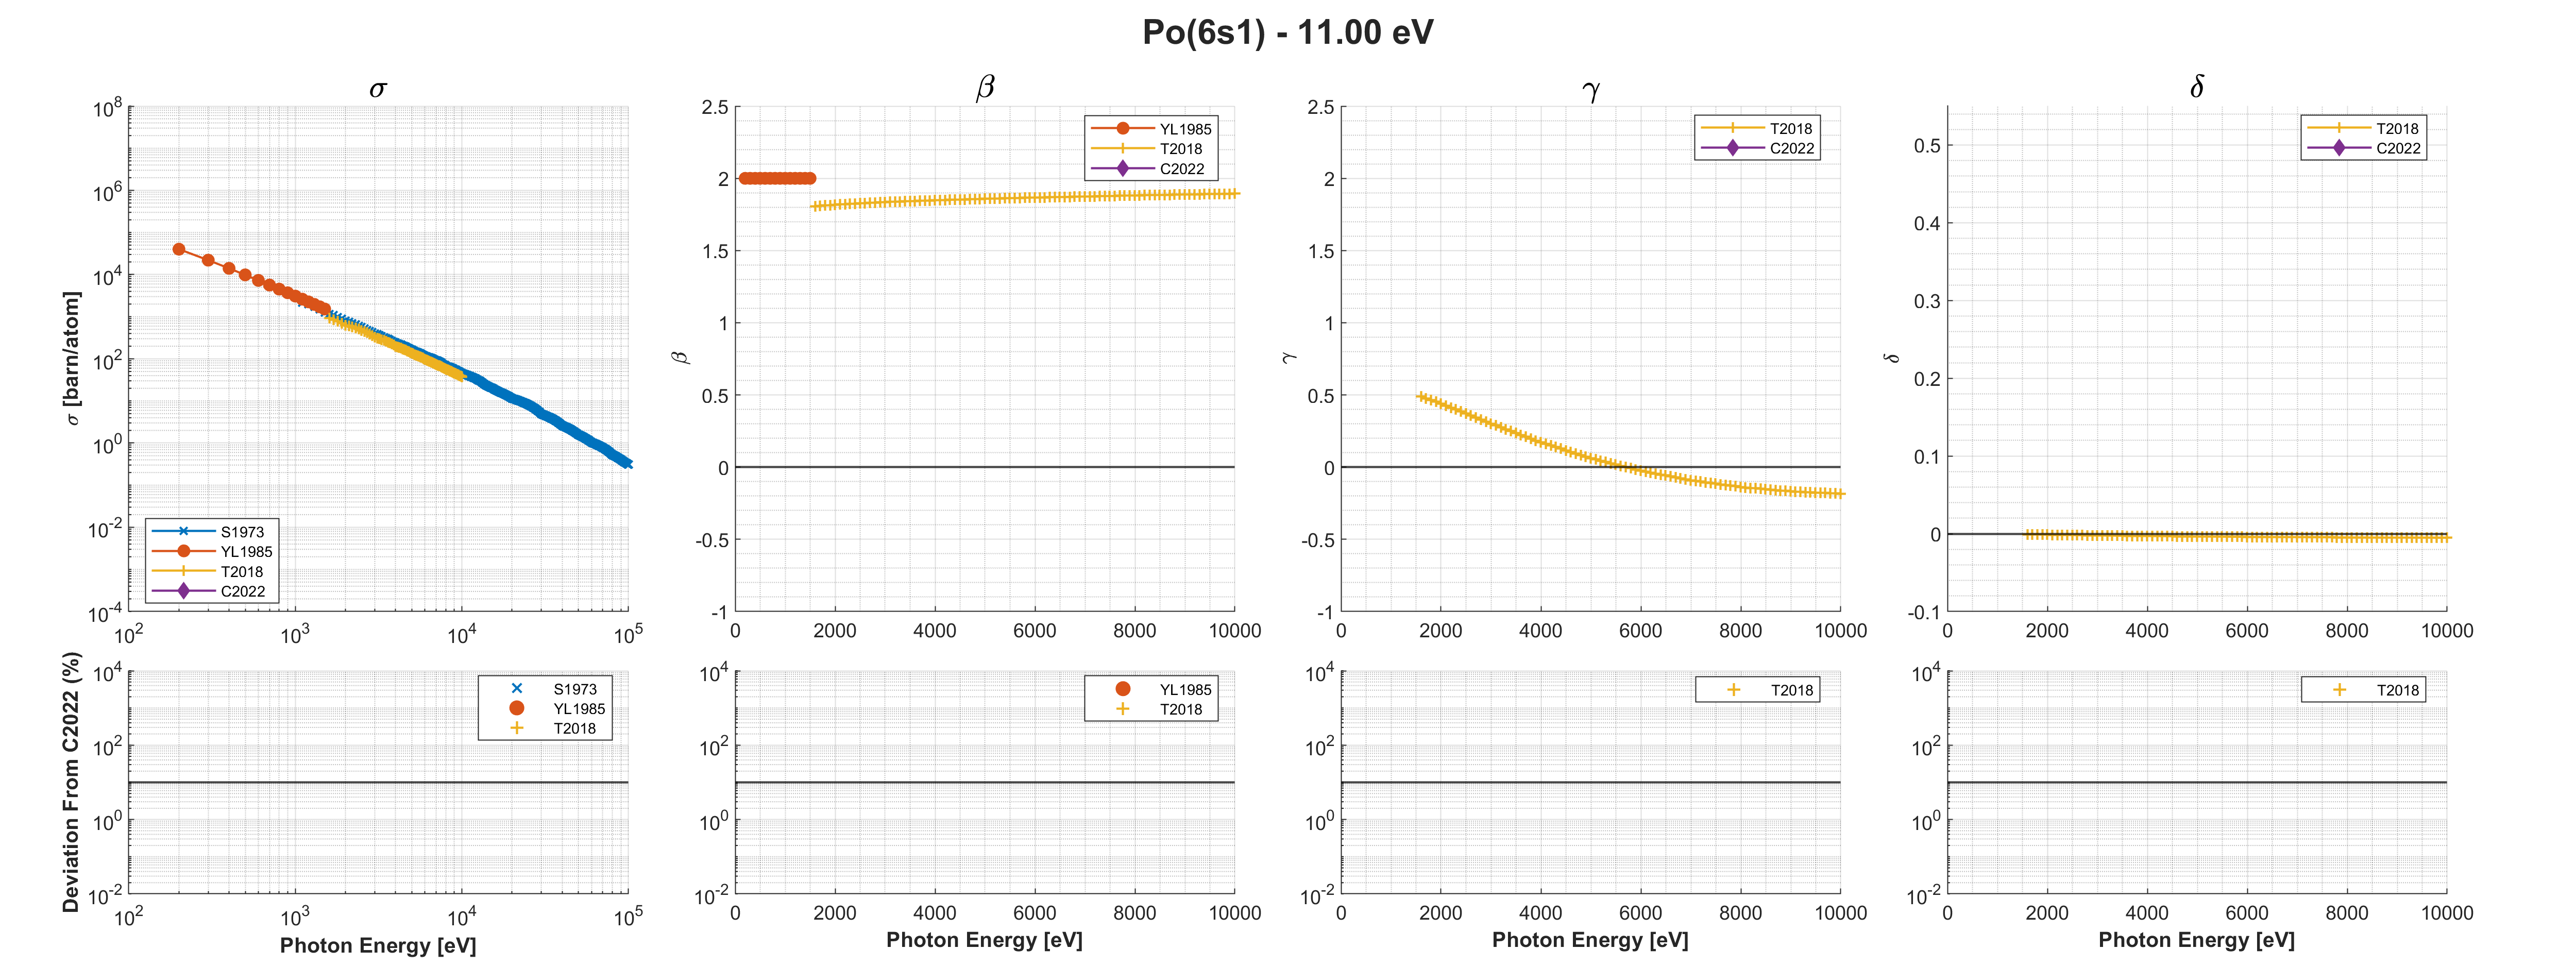 Po(6s1) - 11.00 eV
σ
σ [barn/atom]
10^8
10^6
10^4
10^2
10^0
10^-2
10^-4
10^2 10^3 10^4 10^5
S1973
YL1985
T2018
C2022
β
β
2.5
2
1.5
1
0.5
0
-0.5
-1
0 2000 4000 6000 8000 10000
YL1985
T2018
C2022
γ
γ
2.5
2
1.5
1
0.5
0
-0.5
-1
0 2000 4000 6000 8000 10000
T2018
C2022
δ
δ
0.5
0.4
0.3
0.2
0.1
0
-0.1
0 2000 4000 6000 8000 10000
T2018
C2022
Deviation From C2022 (%)
10^4
10^2
10^0
10^-2
10^2 10^3 10^4 10^5
Photon Energy [eV]
S1973
YL1985
T2018
10^4
10^2
10^0
10^-2
0 2000 4000 6000 8000 10000
Photon Energy [eV]
YL1985
T2018
10^4
10^2
10^0
10^-2
0 2000 4000 6000 8000 10000
Photon Energy [eV]
T2018
10^4
10^2
10^0
10^-2
0 2000 4000 6000 8000 10000
Photon Energy [eV]
T2018